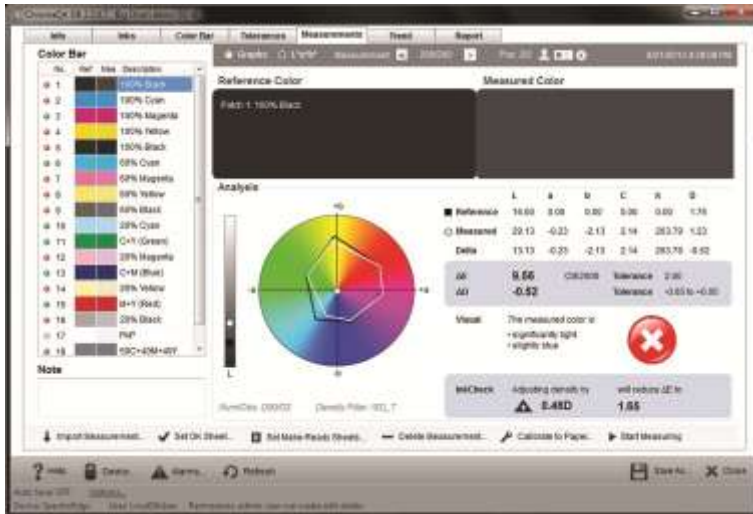 Info Inks Color Bar Tolerances Measurements Trend Report
Color Bar
No. Ref Mea Description
1 100% Black
2 100% Cyan
3 100% Magenta
4 100% Yellow
5 100% Black
6 60% Cyan
7 60% Magenta
8 60% Yellow
9 60% Black
10 20% Cyan
11 C+Y (Green)
12 20% Magenta
13 C+M (Blue)
14 20% Yellow
15 M+Y (Red)
16 20% Black
17 PNP
18 50C+40M+40Y
Note
Graphic L*a*b* Measurement
Reference Color Measured Color
Patch 1: 100% Black
Analysis
+b
-a +a
-b
L
L a b C H D
Reference 16.00 0.00 0.00 0.00 0.00 1.75
Measured 29.13 -0.23 -2.13 2.14 263.79 1.23
Delta 13.13 -0.23 -2.13 2.14 263.79 -0.52
ΔE 9.56 CIE2000 Tolerance 2.00
ΔD -0.52 Tolerance
Visual The measured color is
• significantly light
• slightly blue
InkCheck Adjusting density by will reduce ΔE to
0.48D 1.65
Import Measurement... Set OK Sheet... Set Make-Ready Sheets... Delete Measurement... Calibrate to Paper... Start Measuring
Help Device Alarms... Refresh Save As... Close